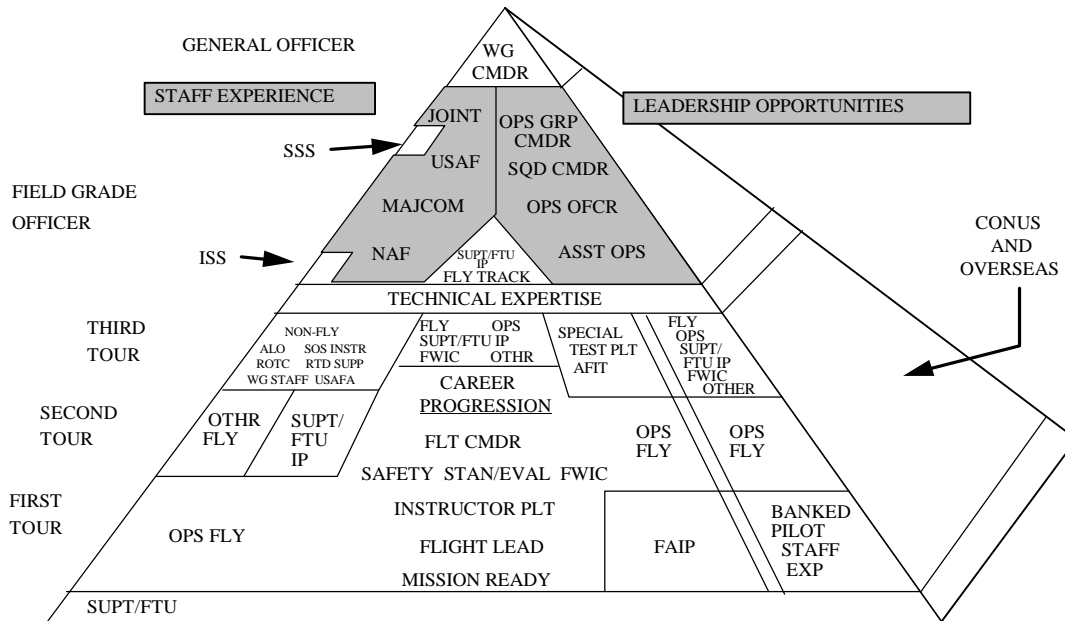 GENERAL OFFICER
WG
CMDR
STAFF EXPERIENCE
LEADERSHIP OPPORTUNITIES
JOINT
OPS GRP
CMDR
SSS
USAF
SQD CMDR
FIELD GRADE
OFFICER
MAJCOM
OPS OFCR
CONUS
AND
OVERSEAS
ISS
NAF
SUPT/FTU
IP
FLY TRACK
ASST OPS
TECHNICAL EXPERTISE
THIRD
TOUR
NON-FLY
ALO SOS INSTR
ROTC RTD SUPP
WG STAFF USAFA
FLY OPS
SUPT/FTU IP
FWIC OTHR
SPECIAL
TEST PLT
AFIT
FLY
OPS
SUPT/
FTU IP
FWIC
OTHER
SECOND
TOUR
OTHR
FLY
SUPT/
FTU
IP
CAREER
PROGRESSION
FLT CMDR
OPS
FLY
OPS
FLY
SAFETY STAN/EVAL FWIC
FIRST
TOUR
OPS FLY
INSTRUCTOR PLT
FLIGHT LEAD
MISSION READY
FAIP
BANKED
PILOT
STAFF
EXP
SUPT/FTU